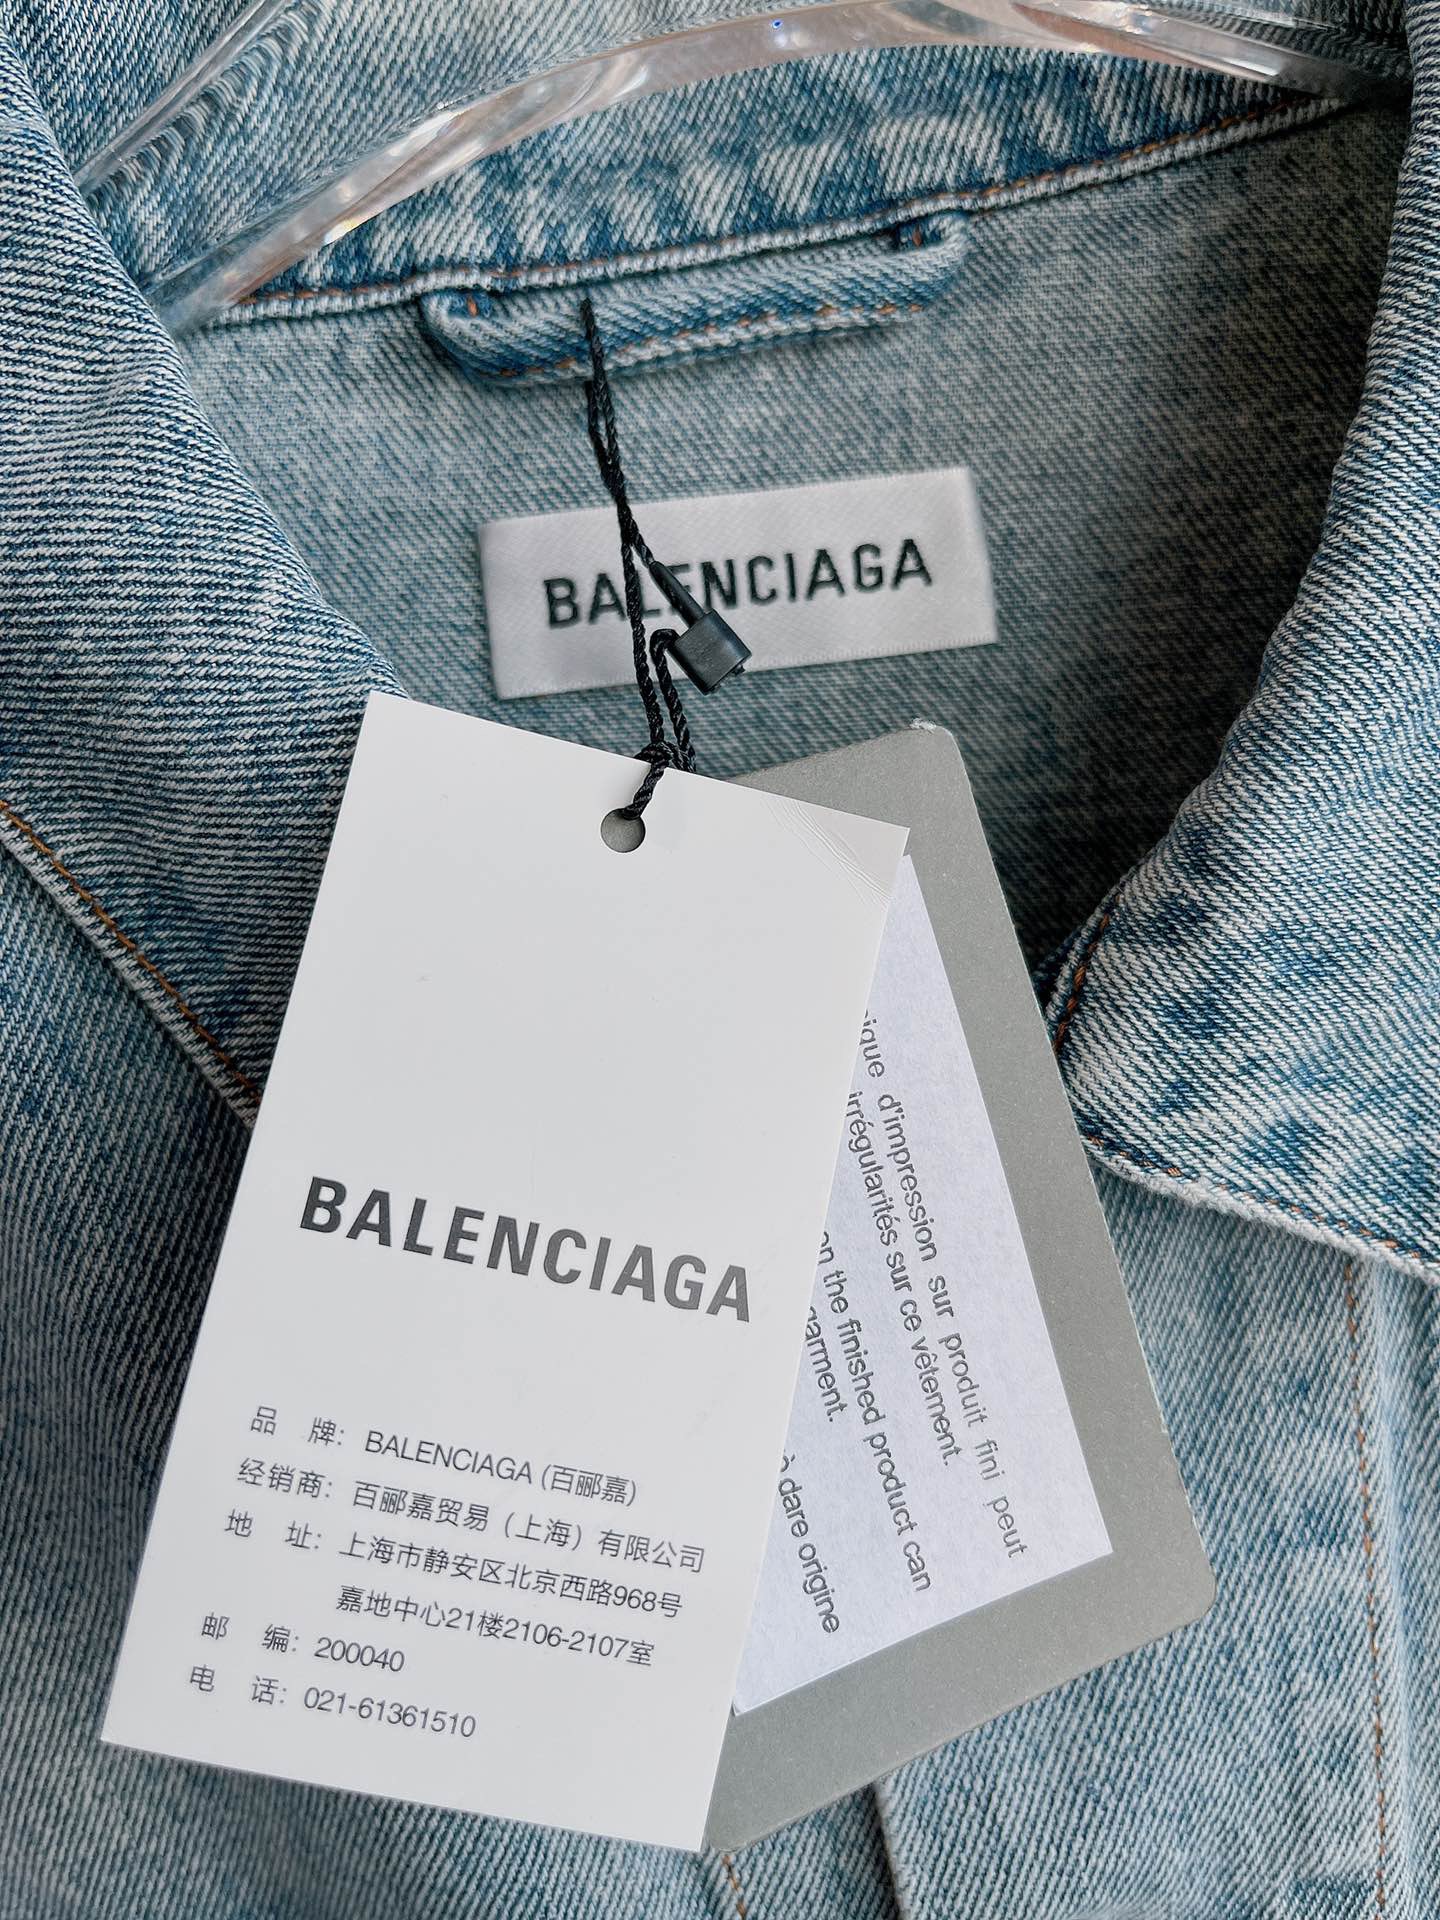 BALENCIAGA
BALENCIAGA
品 牌: BALENCIAGA (百郦嘉)
经销商: 百郦嘉贸易（上海）有限公司
地 址: 上海市静安区北京西路968号
嘉地中心21楼2106-2107室
邮 编: 200040
电 话: 021-61361510
d'impression sur produit fini peut
irrégularités sur ce vêtement.
on the finished product can
garment.
dare origine